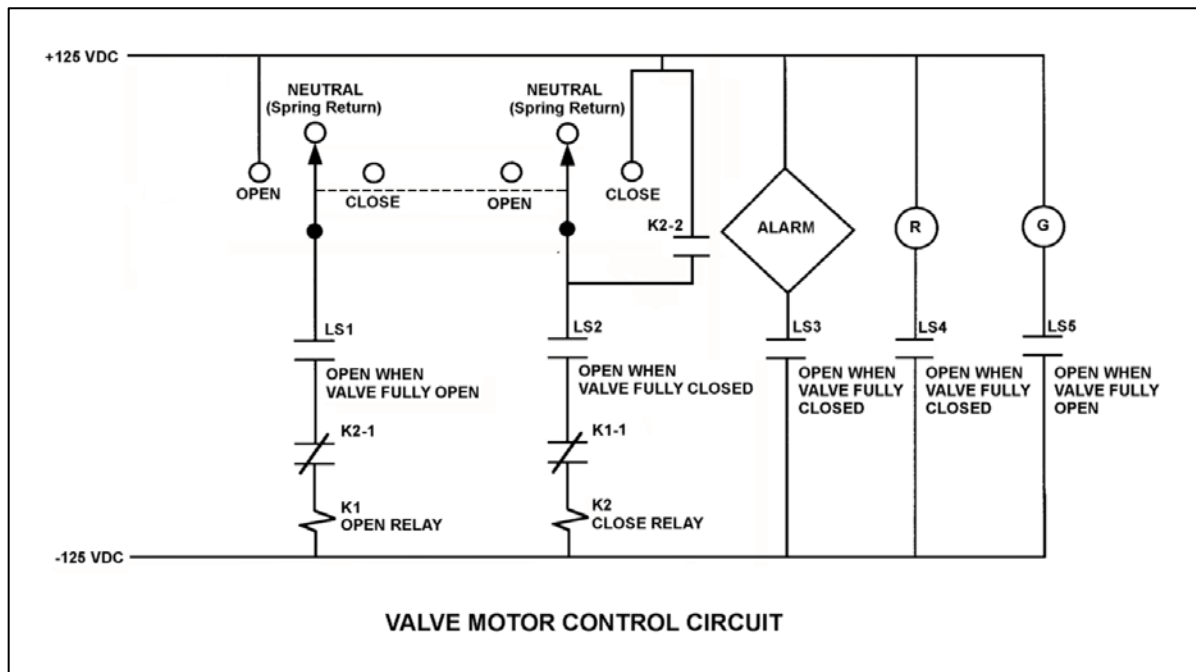 +125 VDC
NEUTRAL
(Spring Return)
NEUTRAL
(Spring Return)
OPEN
CLOSE
OPEN
CLOSE
K2-2
ALARM
R
G
LS1
OPEN WHEN
VALVE FULLY OPEN
LS2
OPEN WHEN
VALVE FULLY CLOSED
LS3
OPEN WHEN
VALVE FULLY
CLOSED
LS4
OPEN WHEN
VALVE FULLY
CLOSED
LS5
OPEN WHEN
VALVE FULLY
OPEN
K2-1
K1-1
K1
OPEN RELAY
K2
CLOSE RELAY
-125 VDC
VALVE MOTOR CONTROL CIRCUIT